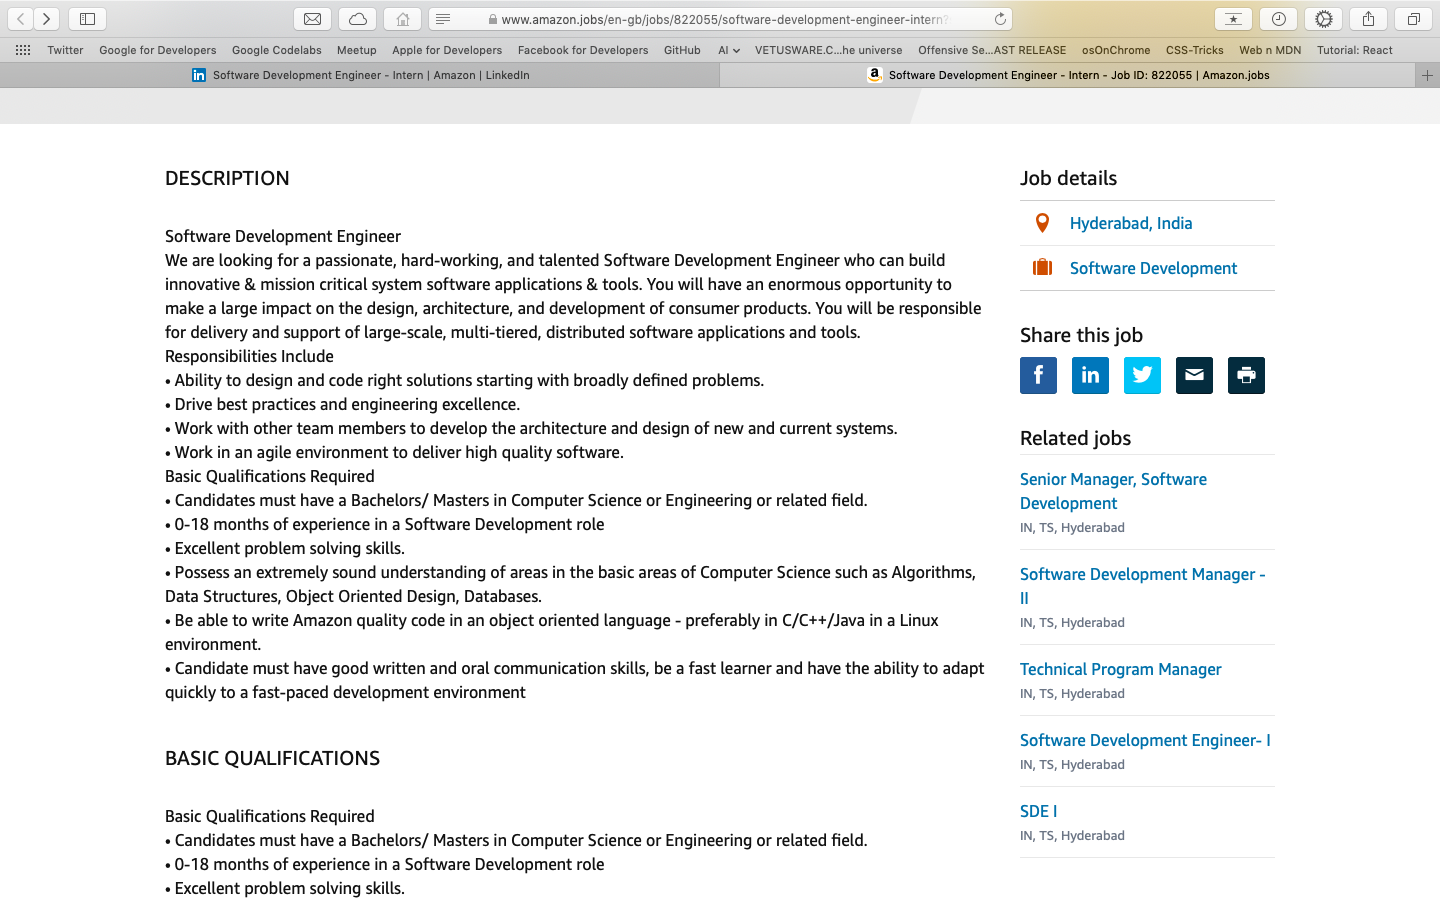 www.amazon.jobs/en-gb/jobs/822055/software-development-engineer-intern?
Twitter Google for Developers Google Codelabs Meetup Apple for Developers Facebook for Developers GitHub AI VETUSWARE.C...he universe Offensive Se...AST RELEASE osOnChrome CSS-Tricks Web n MDN Tutorial: React
Software Development Engineer - Intern | Amazon | LinkedIn
Software Development Engineer - Intern - Job ID: 822055 | Amazon.jobs
DESCRIPTION
Software Development Engineer
We are looking for a passionate, hard-working, and talented Software Development Engineer who can build
innovative & mission critical system software applications & tools. You will have an enormous opportunity to
make a large impact on the design, architecture, and development of consumer products. You will be responsible
for delivery and support of large-scale, multi-tiered, distributed software applications and tools.
Responsibilities Include
• Ability to design and code right solutions starting with broadly defined problems.
• Drive best practices and engineering excellence.
• Work with other team members to develop the architecture and design of new and current systems.
• Work in an agile environment to deliver high quality software.
Basic Qualifications Required
• Candidates must have a Bachelors/ Masters in Computer Science or Engineering or related field.
• 0-18 months of experience in a Software Development role
• Excellent problem solving skills.
• Possess an extremely sound understanding of areas in the basic areas of Computer Science such as Algorithms,
Data Structures, Object Oriented Design, Databases.
• Be able to write Amazon quality code in an object oriented language - preferably in C/C++/Java in a Linux
environment.
• Candidate must have good written and oral communication skills, be a fast learner and have the ability to adapt
quickly to a fast-paced development environment
BASIC QUALIFICATIONS
Basic Qualifications Required
• Candidates must have a Bachelors/ Masters in Computer Science or Engineering or related field.
• 0-18 months of experience in a Software Development role
• Excellent problem solving skills.
Job details
Hyderabad, India
Software Development
Share this job
Related jobs
Senior Manager, Software
Development
IN, TS, Hyderabad
Software Development Manager -
II
IN, TS, Hyderabad
Technical Program Manager
IN, TS, Hyderabad
Software Development Engineer- I
IN, TS, Hyderabad
SDE I
IN, TS, Hyderabad